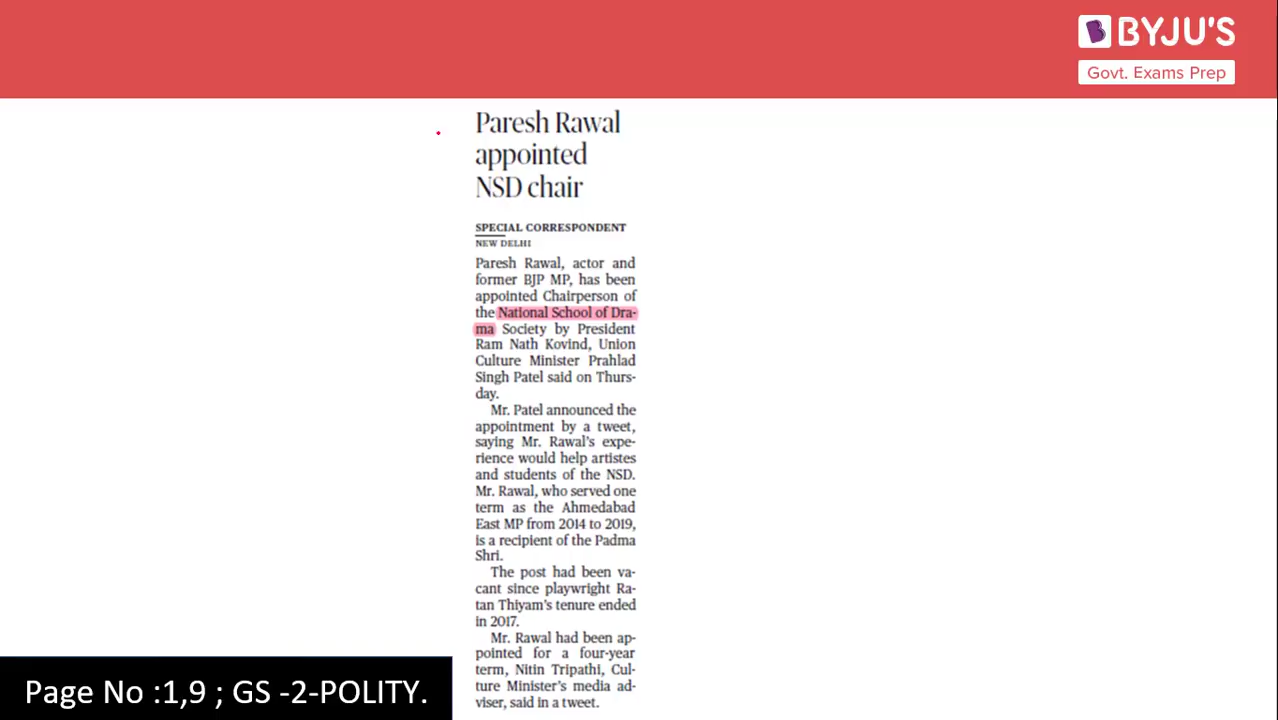 BYJU'S
Govt. Exams Prep
Paresh Rawal
appointed
NSD chair
SPECIAL CORRESPONDENT
NEW DELHI
Paresh Rawal, actor and
former BJP MP, has been
appointed Chairperson of
the National School of Dra-
ma Society by President
Ram Nath Kovind, Union
Culture Minister Prahlad
Singh Patel said on Thurs-
day.
Mr. Patel announced the
appointment by a tweet,
saying Mr. Rawal's expe-
rience would help artistes
and students of the NSD.
Mr. Rawal, who served one
term as the Ahmedabad
East MP from 2014 to 2019,
is a recipient of the Padma
Shri.
The post had been va-
cant since playwright Ra-
tan Thiyam's tenure ended
in 2017.
Mr. Rawal had been ap-
pointed for a four-year
term, Nitin Tripathi, Cul-
ture Minister's media ad-
viser, said in a tweet.
Page No :1,9 ; GS -2-POLITY.